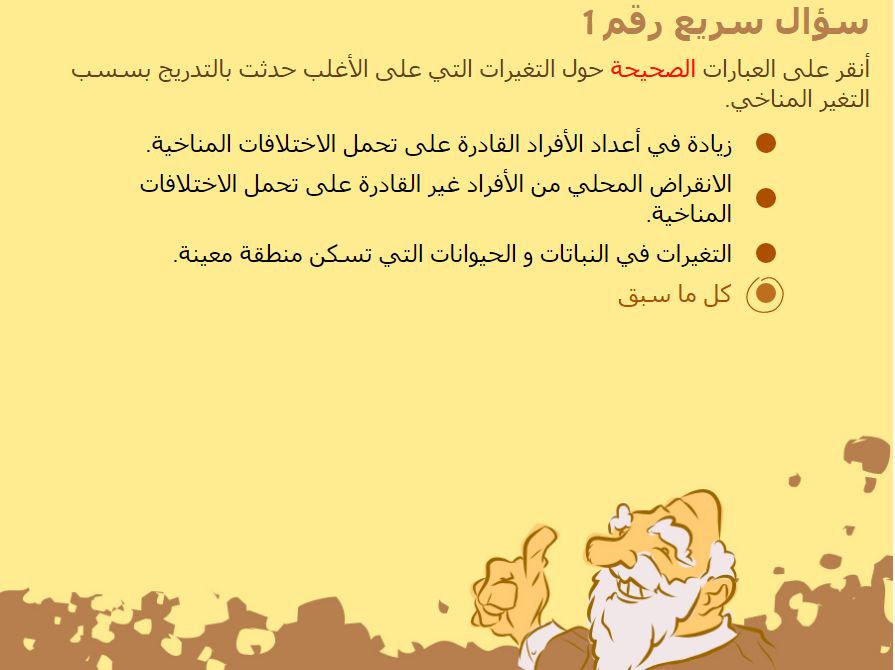 سؤال سريع رقم 1
أنقر على العبارات الصحيحة حول التغيرات التي على الأغلب حدثت بالتدريج بسسب
التغير المناخي.
زيادة في أعداد الأفراد القادرة على تحمل الاختلافات المناخية.
الانقراض المحلي من الأفراد غير القادرة على تحمل الاختلافات
المناخية.
التغيرات في النباتات و الحيوانات التي تسكن منطقة معينة.
كل ما سبق